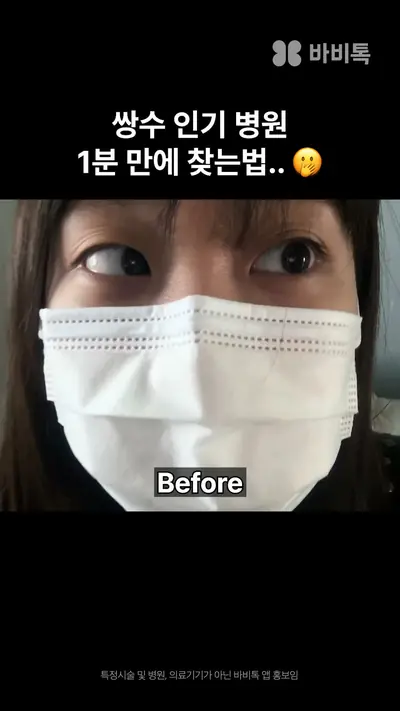 바비톡
쌍수 인기 병원
1분 만에 찾는법.. 🤭
Before
특정시술 및 병원, 의료기기가 아닌 바비톡 앱 홍보임